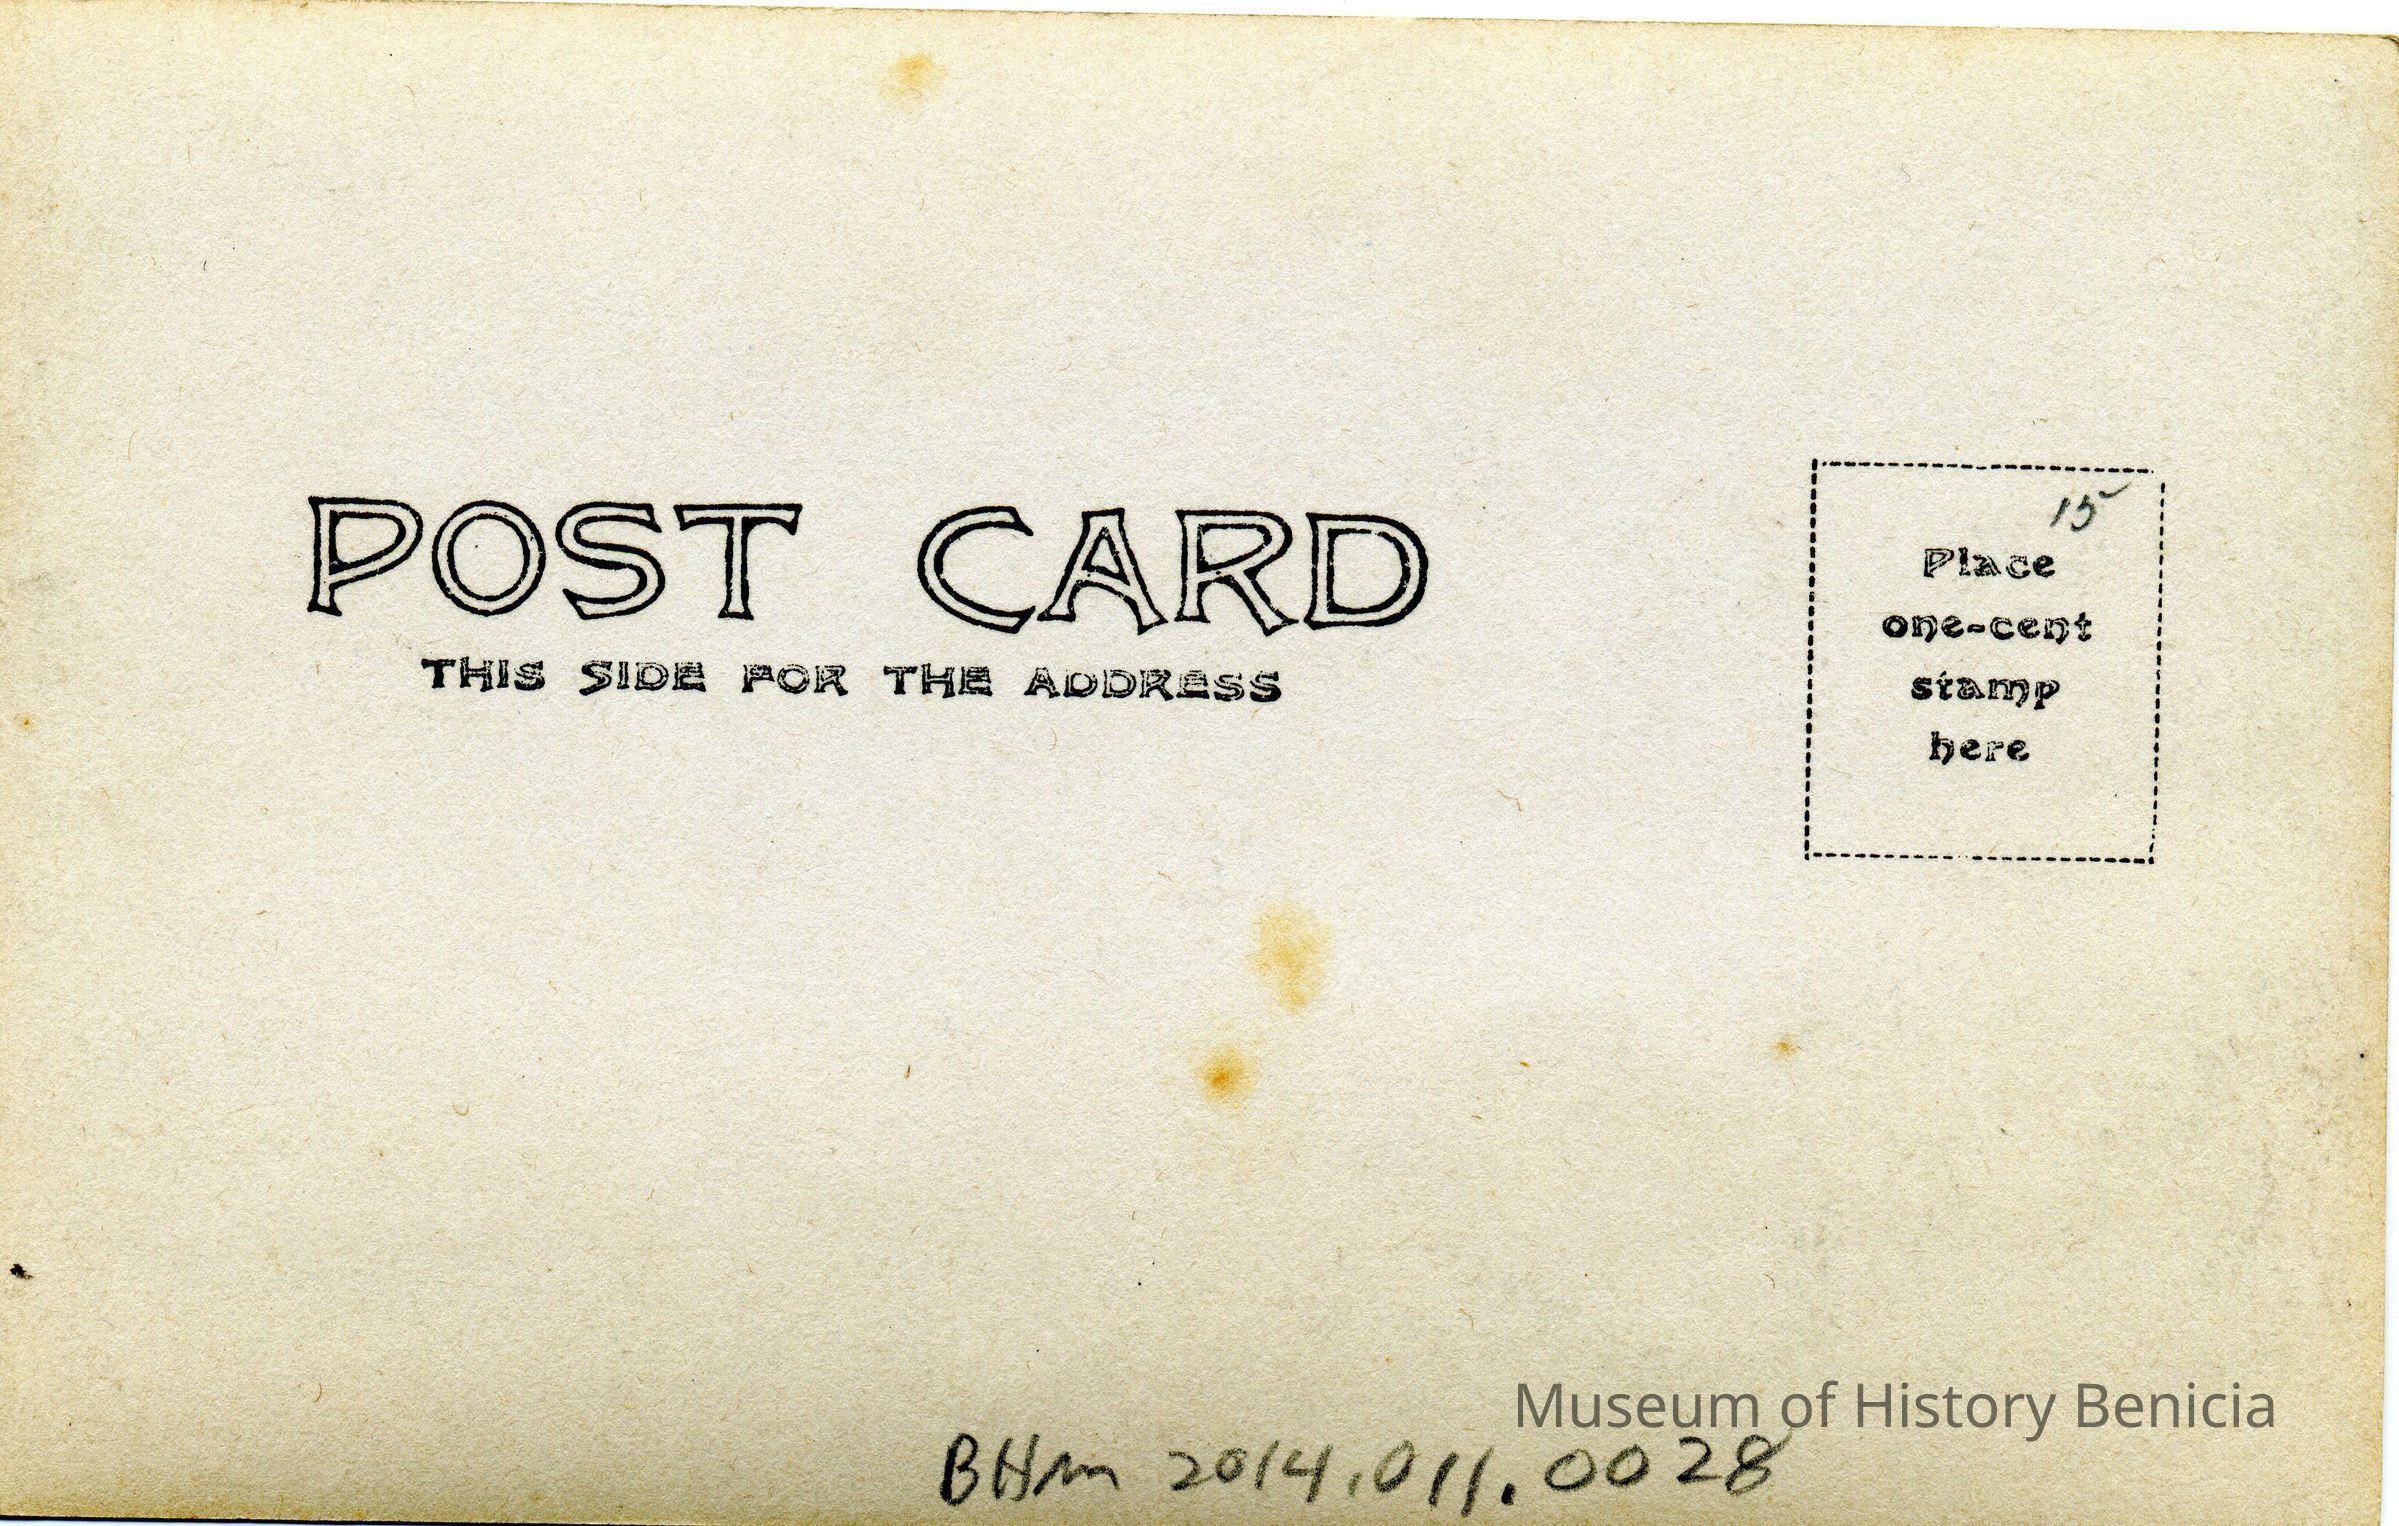 POST CARD
THIS SIDE FOR THE ADDRESS
15
Place
one-cent
stamp
here
Museum of History Benicia
BHM 2014.011.0028